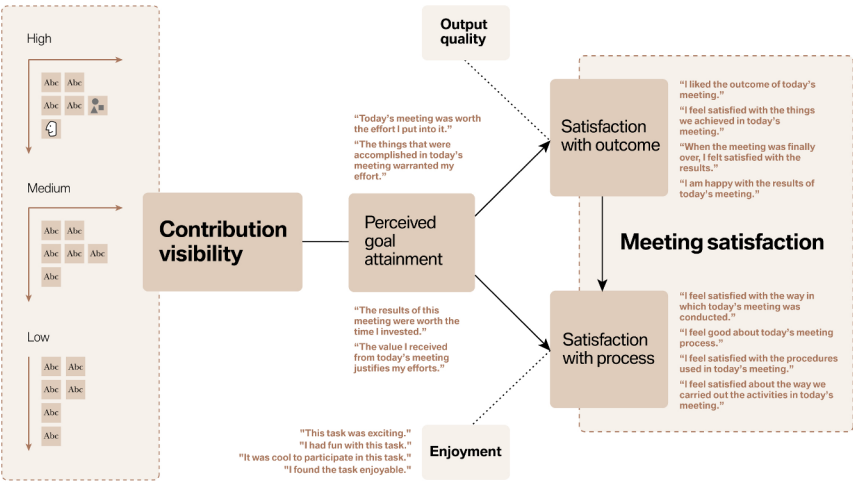 High
Abc Abc
Abc Abc
Medium
Abc Abc
Abc Abc Abc
Abc
Low
Abc Abc
Abc Abc
Abc
Abc
Contribution
visibility
“Today’s meeting was worth
the effort I put into it.”
“The things that were
accomplished in today’s
meeting warranted my
effort.”
Perceived
goal
attainment
“The results of this
meeting were worth the
time I invested.”
“The value I received
from today’s meeting
justifies my efforts.”
Output
quality
Satisfaction
with outcome
“I liked the outcome of today’s
meeting.”
“I feel satisfied with the things
we achieved in today’s
meeting.”
“When the meeting was finally
over, I felt satisfied with the
results.”
“I am happy with the results of
today’s meeting.”
Meeting satisfaction
Satisfaction
with process
“I feel satisfied with the way in
which today’s meeting was
conducted.”
“I feel good about today’s meeting
process.”
“I feel satisfied with the procedures
used in today’s meeting.”
“I feel satisfied about the way we
carried out the activities in today’s
meeting.”
"This task was exciting."
"I had fun with this task."
"It was cool to participate in this task."
"I found the task enjoyable."
Enjoyment